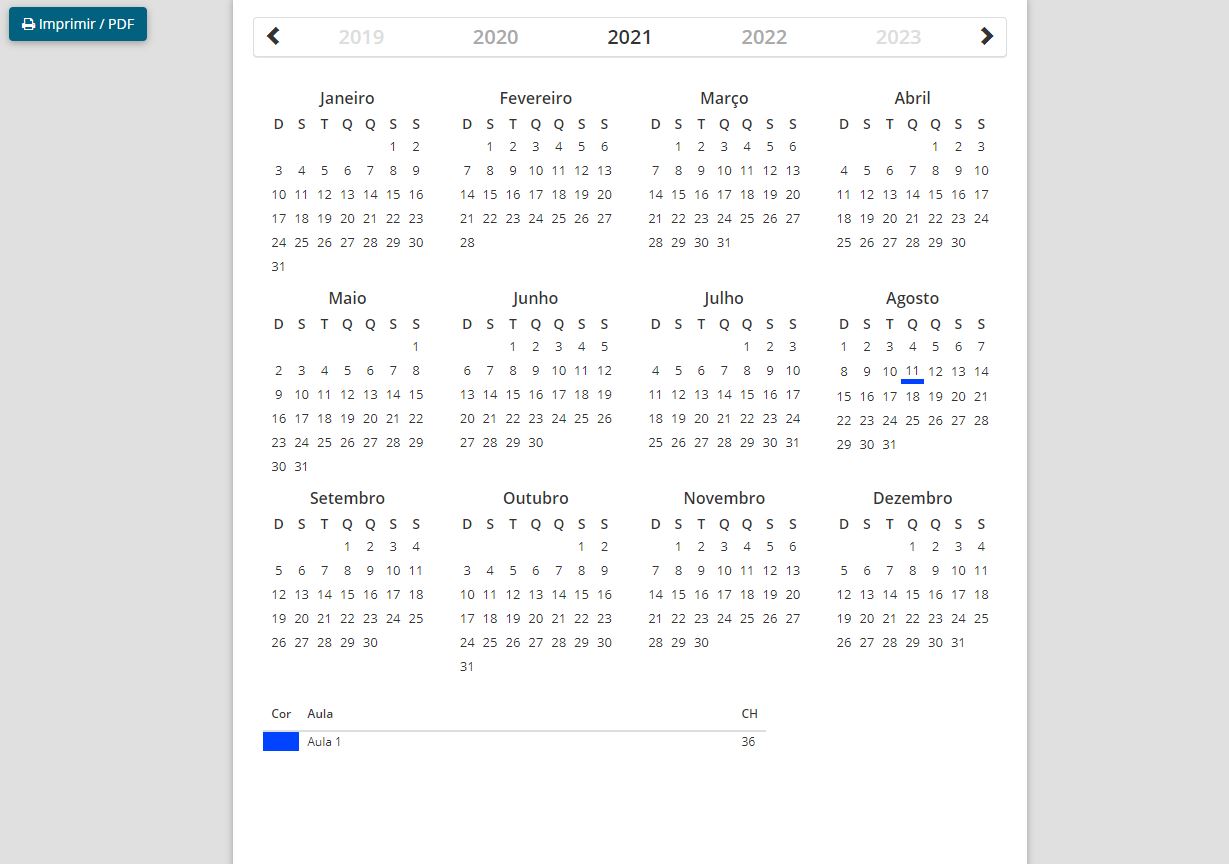 Imprimir / PDF
2019 2020 2021 2022 2023
Janeiro Fevereiro Março Abril
D S T Q Q S S D S T Q Q S S D S T Q Q S S D S T Q Q S S
1 2 1 2 3 4 5 6 1 2 3 4 5 6 1 2 3
3 4 5 6 7 8 9 7 8 9 10 11 12 13 7 8 9 10 11 12 13 4 5 6 7 8 9 10
10 11 12 13 14 15 16 14 15 16 17 18 19 20 14 15 16 17 18 19 20 11 12 13 14 15 16 17
17 18 19 20 21 22 23 21 22 23 24 25 26 27 21 22 23 24 25 26 27 18 19 20 21 22 23 24
24 25 26 27 28 29 30 28 28 29 30 31 25 26 27 28 29 30
31
Maio Junho Julho Agosto
D S T Q Q S S D S T Q Q S S D S T Q Q S S D S T Q Q S S
1 1 2 3 4 5 1 2 3 1 2 3 4 5 6 7
2 3 4 5 6 7 8 6 7 8 9 10 11 12 4 5 6 7 8 9 10 8 9 10 11 12 13 14
9 10 11 12 13 14 15 13 14 15 16 17 18 19 11 12 13 14 15 16 17 15 16 17 18 19 20 21
16 17 18 19 20 21 22 20 21 22 23 24 25 26 18 19 20 21 22 23 24 22 23 24 25 26 27 28
23 24 25 26 27 28 29 27 28 29 30 25 26 27 28 29 30 31 29 30 31
30 31
Setembro Outubro Novembro Dezembro
D S T Q Q S S D S T Q Q S S D S T Q Q S S D S T Q Q S S
1 2 3 4 1 2 1 2 3 4 5 6 1 2 3 4
5 6 7 8 9 10 11 3 4 5 6 7 8 9 7 8 9 10 11 12 13 5 6 7 8 9 10 11
12 13 14 15 16 17 18 10 11 12 13 14 15 16 14 15 16 17 18 19 20 12 13 14 15 16 17 18
19 20 21 22 23 24 25 17 18 19 20 21 22 23 21 22 23 24 25 26 27 19 20 21 22 23 24 25
26 27 28 29 30 24 25 26 27 28 29 30 28 29 30 26 27 28 29 30 31
31
Cor Aula CH
Aula 1 36